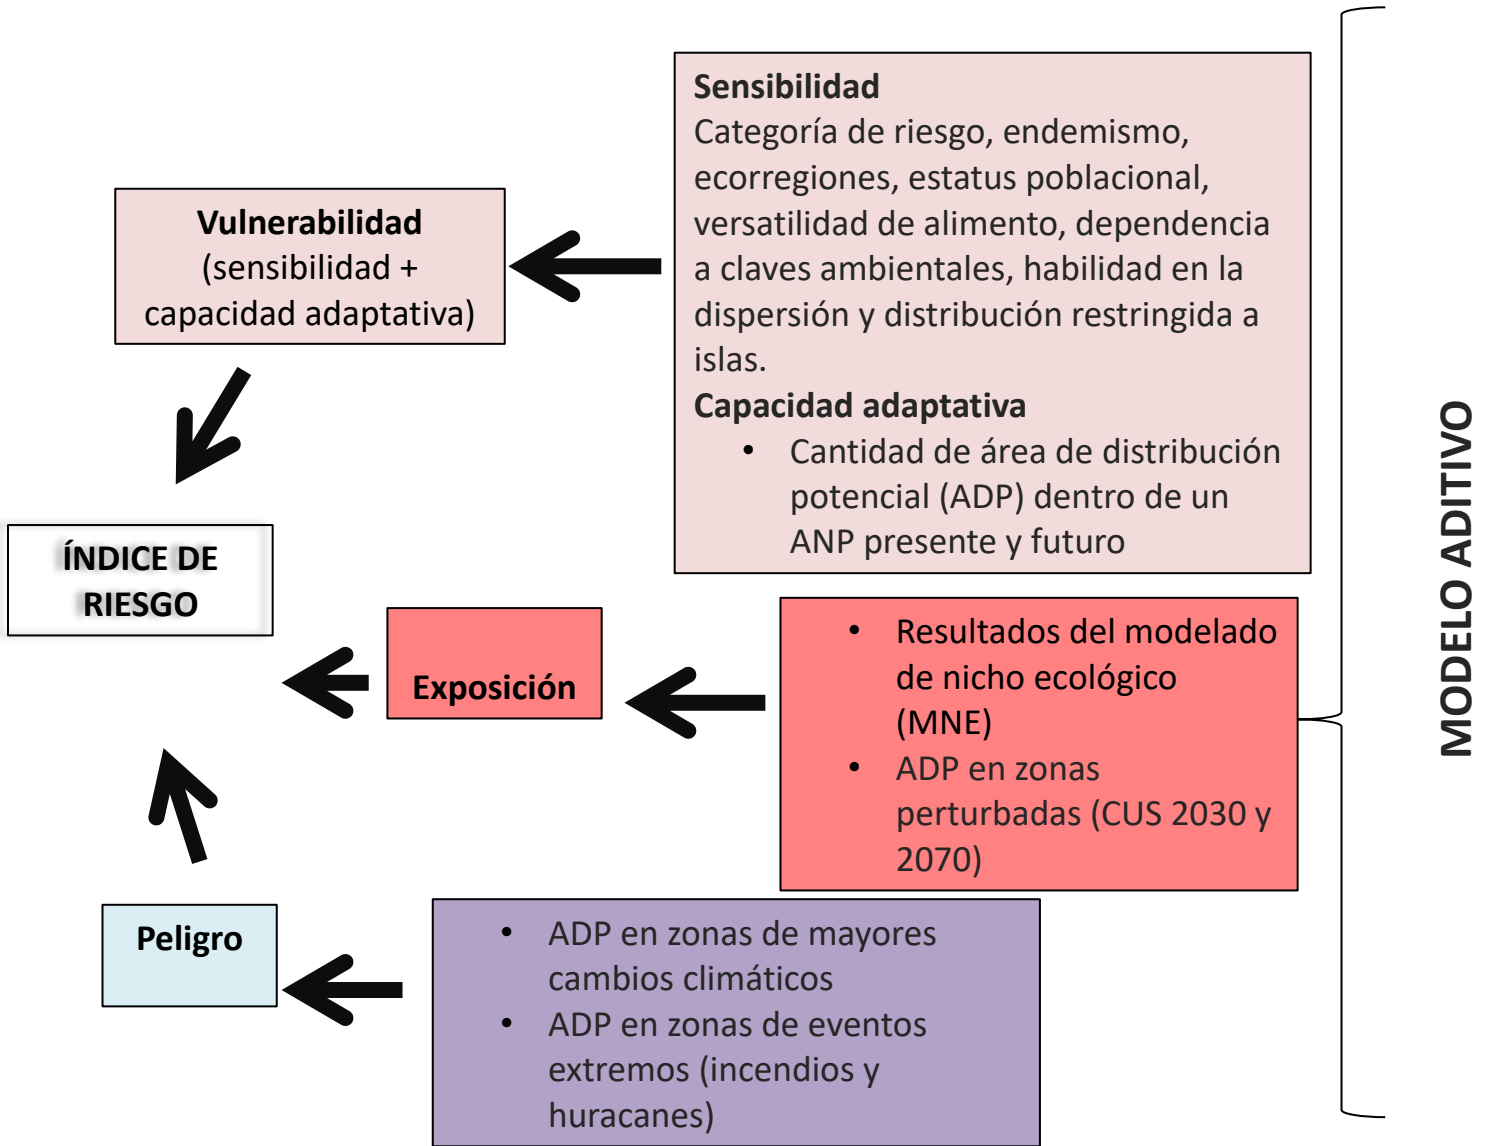 Sensibilidad
Categoría de riesgo, endemismo,
ecorregiones, estatus poblacional,
versatilidad de alimento, dependencia
a claves ambientales, habilidad en la
dispersión y distribución restringida a
islas.
Capacidad adaptativa
• Cantidad de área de distribución
potencial (ADP) dentro de un
ANP presente y futuro
Vulnerabilidad
(sensibilidad +
capacidad adaptativa)
ÍNDICE DE
RIESGO
Exposición
• Resultados del modelado
de nicho ecológico
(MNE)
• ADP en zonas
perturbadas (CUS 2030 y
2070)
Peligro
• ADP en zonas de mayores
cambios climáticos
• ADP en zonas de eventos
extremos (incendios y
huracanes)
MODELO ADITIVO